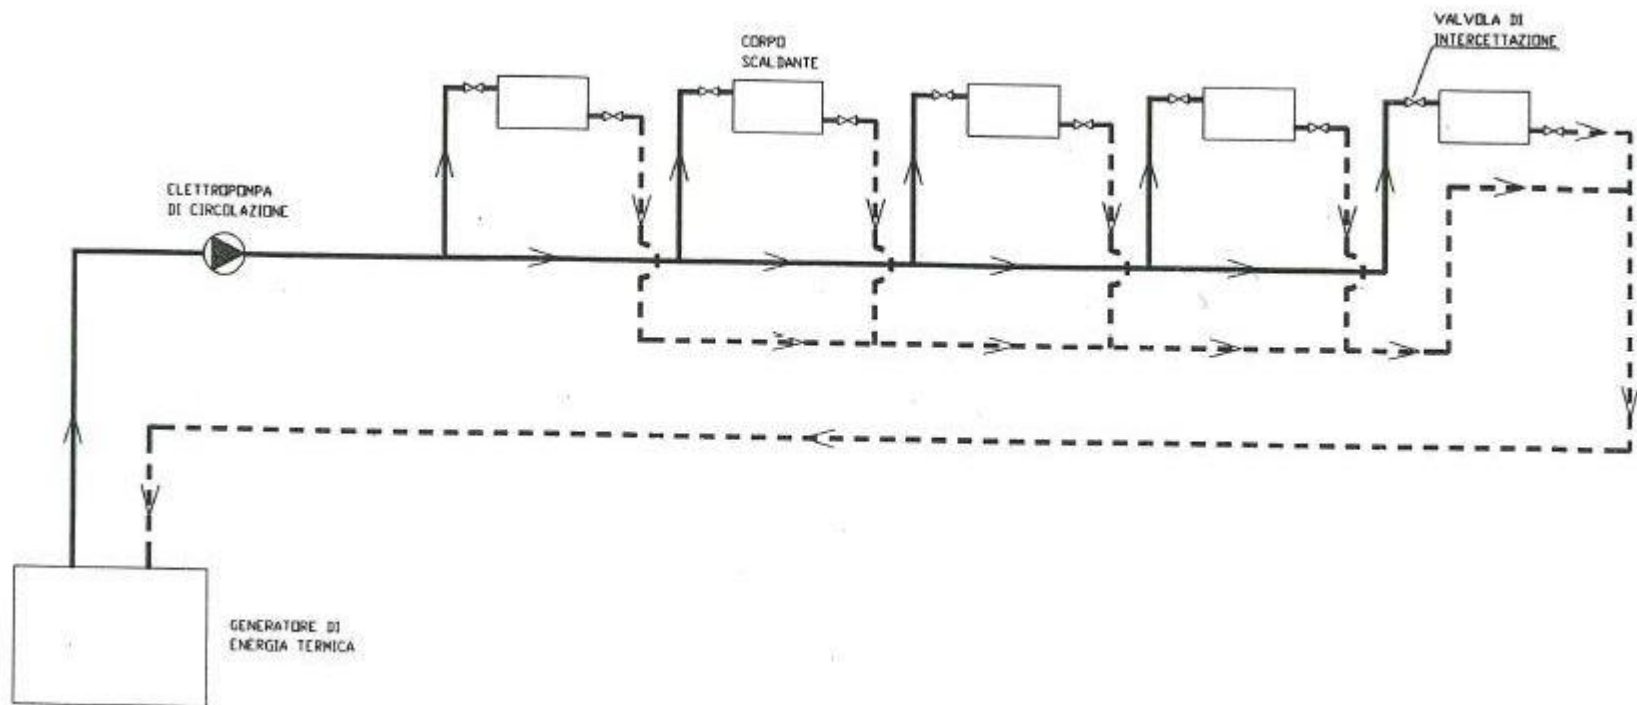 VALVOLA DI
INTERCETTAZIONE
CORPO
SCALDANTE
ELETTROPOMPA
DI CIRCOLAZIONE
GENERATORE DI
ENERGIA TERMICA